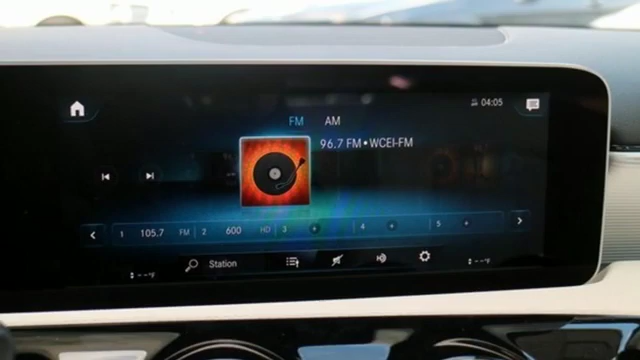 04:05
FM AM
96.7 FM•WCEI-FM
1 105.7 FM 2 600 HD 3 + 4 + 5 +
Station
--°F --°F